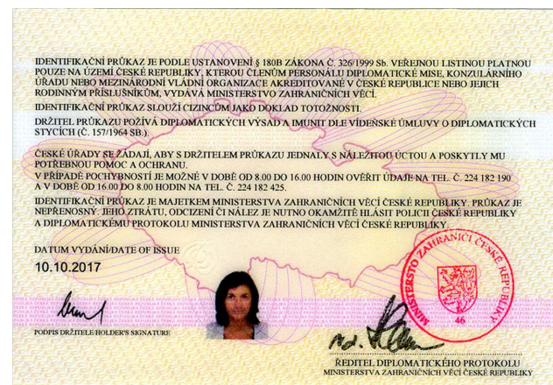 IDENTIFIKAČNÍ PRŮKAZ JE PODLE USTANOVENÍ § 180B ZÁKONA Č. 326/1999 Sb. VEŘEJNOU LISTINOU PLATNOU
POUZE NA ÚZEMÍ ČESKÉ REPUBLIKY, KTEROU ČLENŮM PERSONÁLU DIPLOMATICKÉ MISE, KONZULÁRNÍHO
ÚŘADU NEBO MEZINÁRODNÍ VLÁDNÍ ORGANIZACE AKREDITOVANÉ V ČESKÉ REPUBLICE NEBO JEJICH
RODINNÝM PŘÍSLUŠNÍKŮM, VYDÁVÁ MINISTERSTVO ZAHRANIČNÍCH VĚCÍ.
IDENTIFIKAČNÍ PRŮKAZ SLOUŽÍ CIZINCŮM JAKO DOKLAD TOTOŽNOSTI.
DRŽITEL PRŮKAZU POŽÍVÁ DIPLOMATICKÝCH VÝSAD A IMUNIT DLE VÍDEŇSKÉ ÚMLUVY O DIPLOMATICKÝCH
STYCÍCH (Č. 157/1964 SB.).
ČESKÉ ÚŘADY SE ŽÁDAJÍ, ABY S DRŽITELEM PRŮKAZU JEDNALY, S NÁLEŽITOU ÚCTOU A POSKYTLY MU
POTŘEBNOU POMOC A OCHRANU.
V PŘÍPADĚ POCHYBNOSTÍ JE MOŽNÉ V DOBĚ OD 8.00 DO 16.00 HODIN OVĚŘIT ÚDAJE NA TEL. Č. 224 182 190
A V DOBĚ OD 16.00 DO 8.00 HODIN NA TEL. Č. 224 182 425.
IDENTIFIKAČNÍ PRŮKAZ JE MAJETKEM MINISTERSTVA ZAHRANIČNÍCH VĚCÍ ČESKÉ REPUBLIKY. PRŮKAZ JE
NEPŘENOSNÝ. JEHO ZTRÁTU, ODCIZENÍ ČI NÁLEZ JE NUTNO OKAMŽITĚ HLÁSIT POLICII ČESKÉ REPUBLIKY
A DIPLOMATICKÉMU PROTOKOLU MINISTERSTVA ZAHRANIČNÍCH VĚCÍ ČESKÉ REPUBLIKY.
DATUM VYDÁNÍ/DATE OF ISSUE
10.10.2017
MINISTERSTVO ZAHRANIČÍ ČESKÉ REPUBLIKY
46
PODPIS DRŽITELE/HOLDER'S SIGNATURE
ŘEDITEL DIPLOMATICKÉHO PROTOKOLU
MINISTERSTVA ZAHRANIČNÍCH VĚCÍ ČESKÉ REPUBLIKY